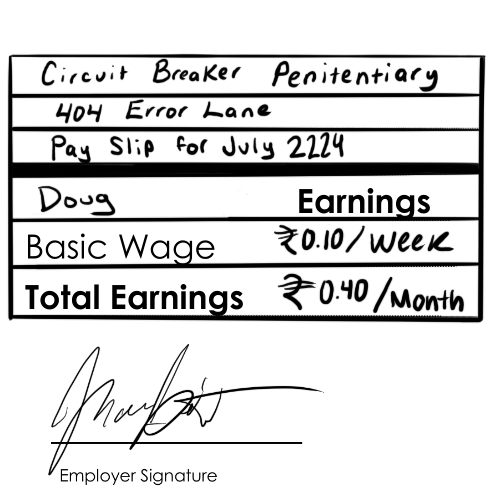 Circuit Breaker Penitentiary
404 Error Lane
Pay Slip for July 2224
Doug Earnings
Basic Wage ₹0.10/Week
Total Earnings ₹0.40/Month
Employer Signature